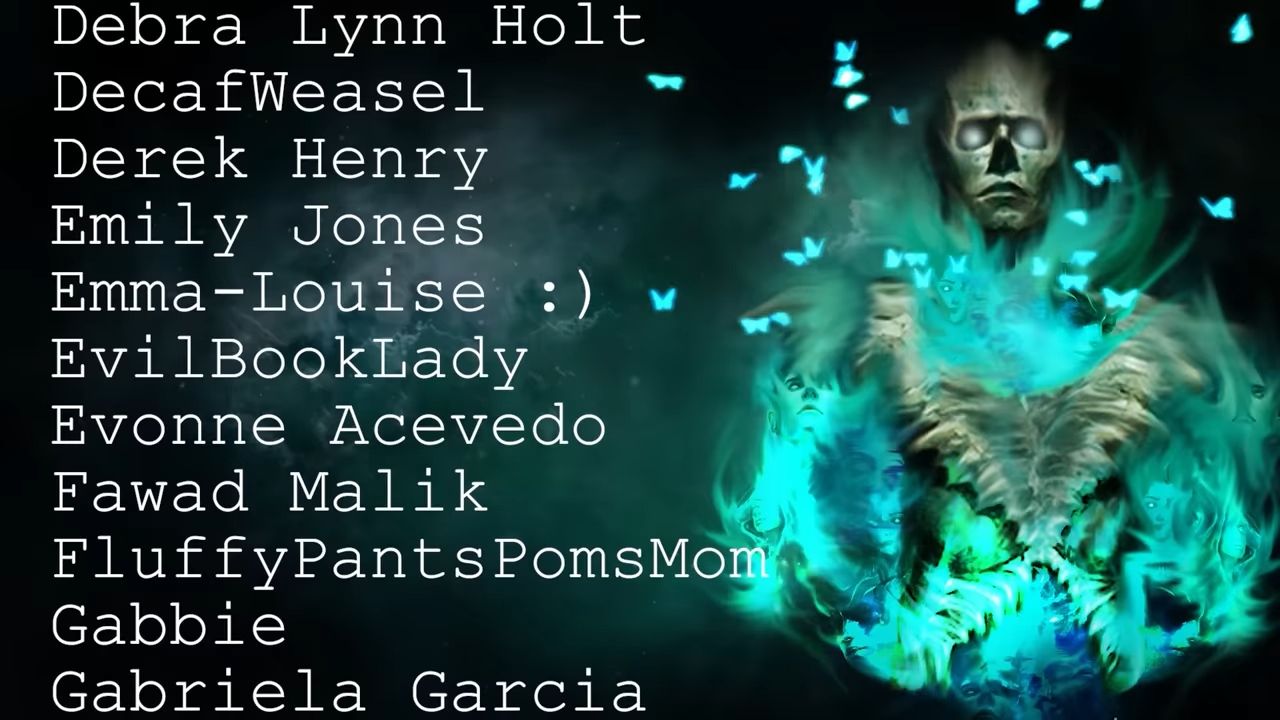 Debra Lynn Holt
DecafWeasel
Derek Henry
Emily Jones
Emma-Louise :)
EvilBookLady
Evonne Acevedo
Fawad Malik
FluffyPantsPomsMom
Gabbie
Gabriela Garcia